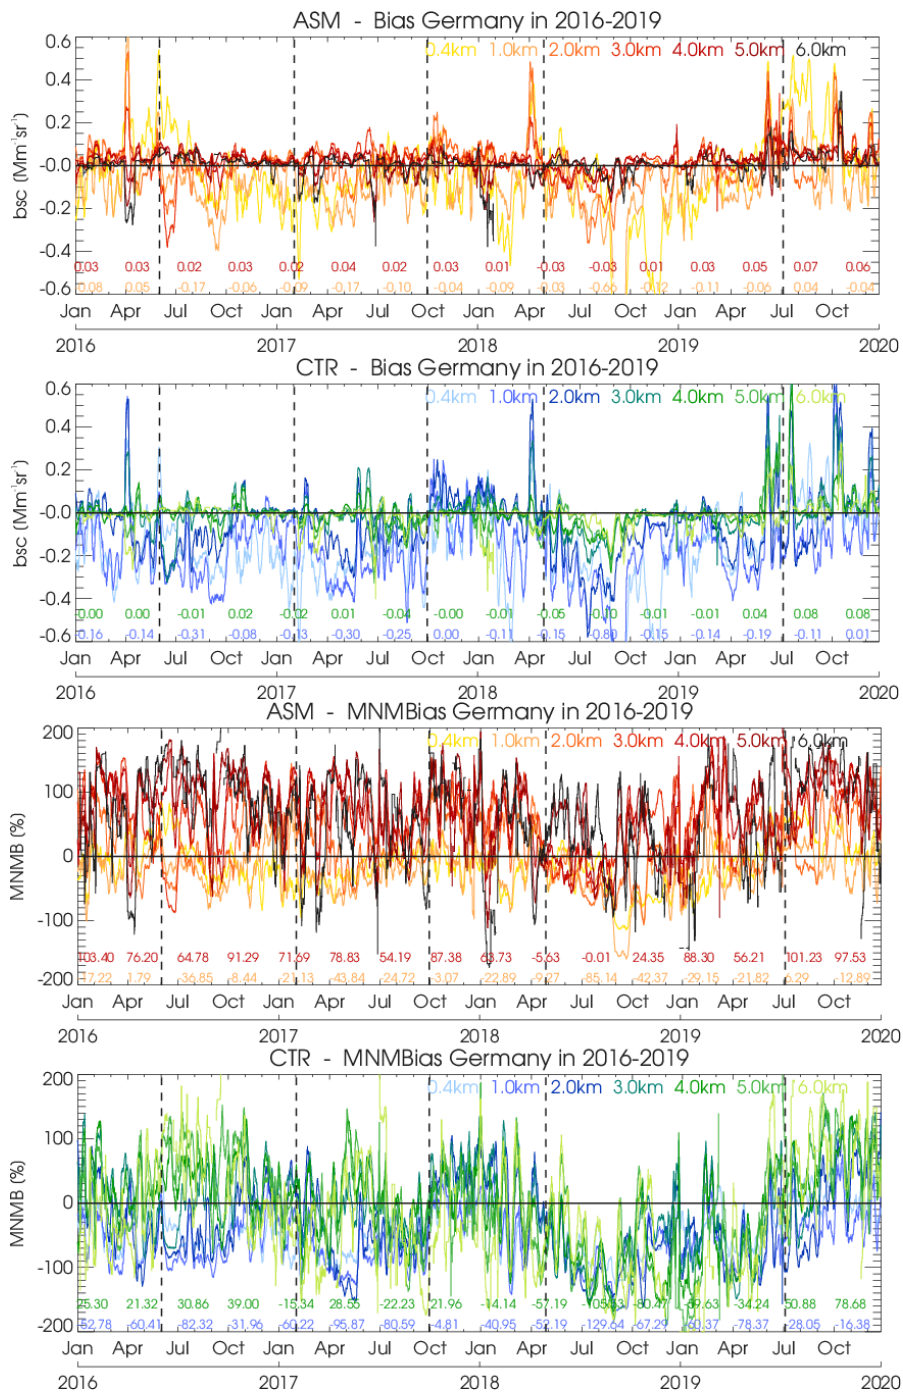 ASM - Bias Germany in 2016-2019
0.4km 1.0km 2.0km 3.0km 4.0km 5.0km 6.0km
0.6
0.4
0.2
-0.0
-0.2
-0.4
-0.6
bsc (Mm⁻¹sr⁻¹)
0.03 0.03 0.02 0.03 0.02 0.04 0.02 0.03 0.01 -0.03 -0.03 0.01 0.03 0.05 0.07 0.06
-0.08 0.05 -0.17 -0.06 -0.09 -0.17 -0.10 -0.04 -0.09 -0.03 -0.12 -0.11 -0.06 0.04 -0.04
Jan Apr Jul Oct Jan Apr Jul Oct Jan Apr Jul Oct Jan Apr Jul Oct
2016 2017 2018 2019 2020
CTR - Bias Germany in 2016-2019
0.4km 1.0km 2.0km 3.0km 4.0km 5.0km 6.0km
0.6
0.4
0.2
-0.0
-0.2
-0.4
-0.6
bsc (Mm⁻¹sr⁻¹)
-0.00 0.00 -0.01 0.02 -0.02 0.01 -0.04 -0.00 -0.01 -0.05 -0.01 -0.01 0.04 0.08 0.08
-0.16 -0.14 -0.31 -0.08 -0.13 -0.30 -0.25 0.00 -0.11 -0.15 -0.80 -0.15 -0.14 -0.19 -0.11 0.01
Jan Apr Jul Oct Jan Apr Jul Oct Jan Apr Jul Oct Jan Apr Jul Oct
2016 2017 2018 2019 2020
ASM - MNMBias Germany in 2016-2019
0.4km 1.0km 2.0km 3.0km 4.0km 5.0km 6.0km
200
100
0
-100
-200
MNMB (%)
103.40 76.20 64.78 91.29 71.69 78.83 54.19 87.38 -5.63 -0.01 24.35 88.30 56.21 101.23 97.53
1.79 -36.85 -8.44 -21.13 -43.84 -24.72 3.07 -22.89 -9.27 -85.14 -42.37 -29.15 -21.82 6.29 -12.89
Jan Apr Jul Oct Jan Apr Jul Oct Jan Apr Jul Oct Jan Apr Jul Oct
2016 2017 2018 2019 2020
CTR - MNMBias Germany in 2016-2019
0.4km 1.0km 2.0km 3.0km 4.0km 5.0km 6.0km
200
100
0
-100
-200
MNMB (%)
25.30 21.32 30.86 39.00 -15.34 28.55 -22.23 21.96 -14.14 -57.19 -80.47 -34.24 50.88 78.68
-62.78 -60.41 -82.32 -31.96 -60.22 -95.87 -80.59 -4.81 -40.95 -52.19 -129.64 -67.29 -60.37 -78.37 -28.05 -16.38
Jan Apr Jul Oct Jan Apr Jul Oct Jan Apr Jul Oct Jan Apr Jul Oct
2016 2017 2018 2019 2020